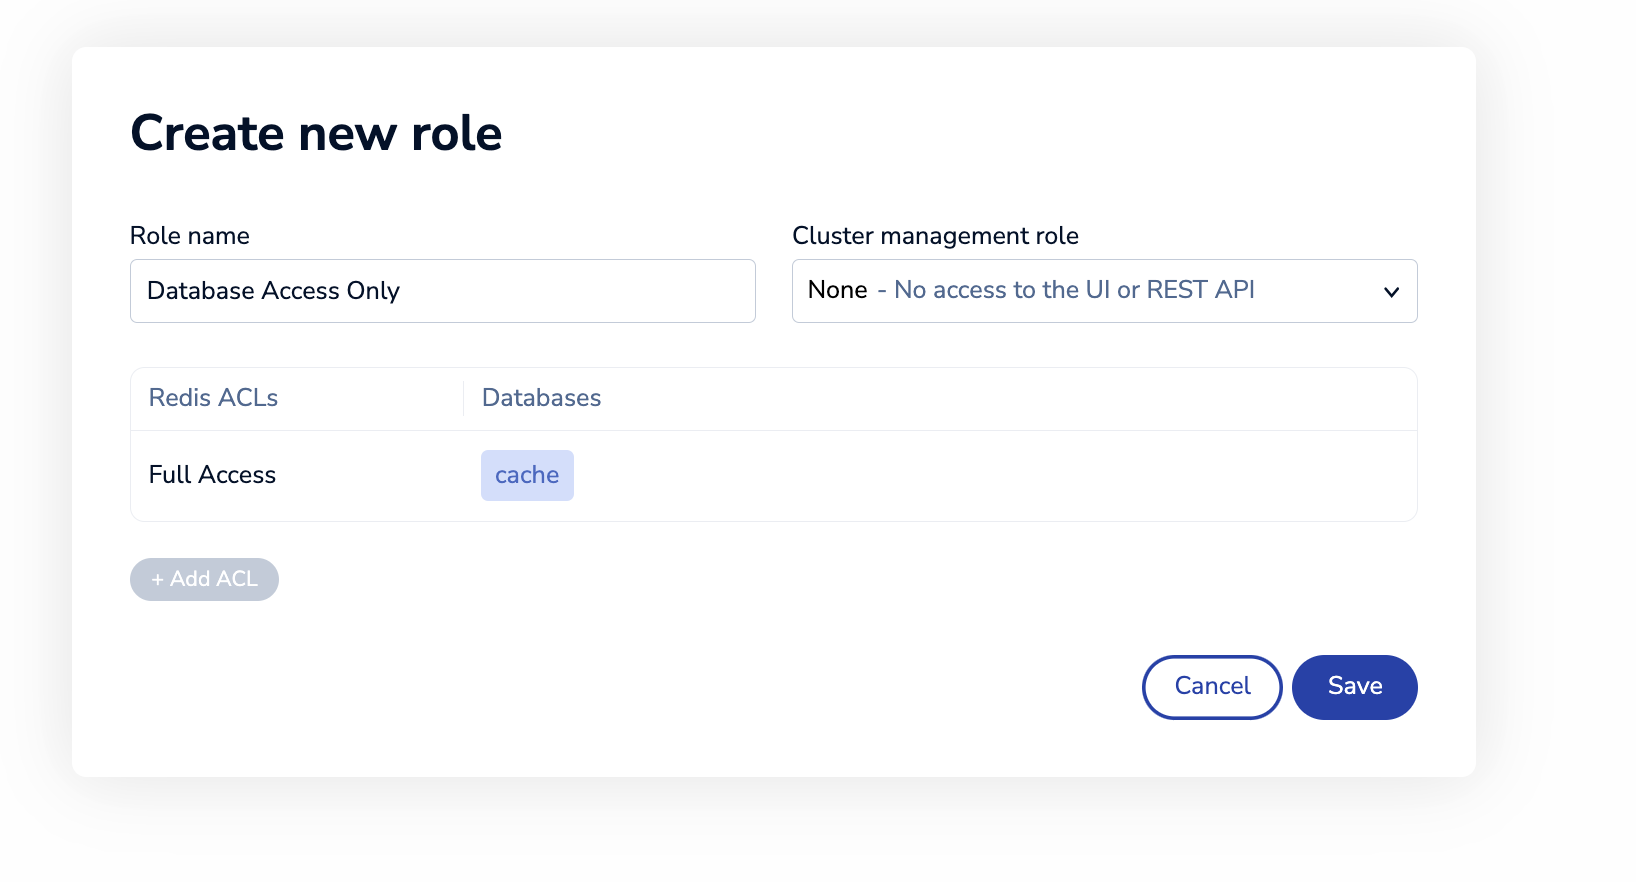 Create new role
Role name
Cluster management role
Database Access Only
None - No access to the UI or REST API
Redis ACLs
Databases
Full Access
cache
+ Add ACL
Cancel
Save